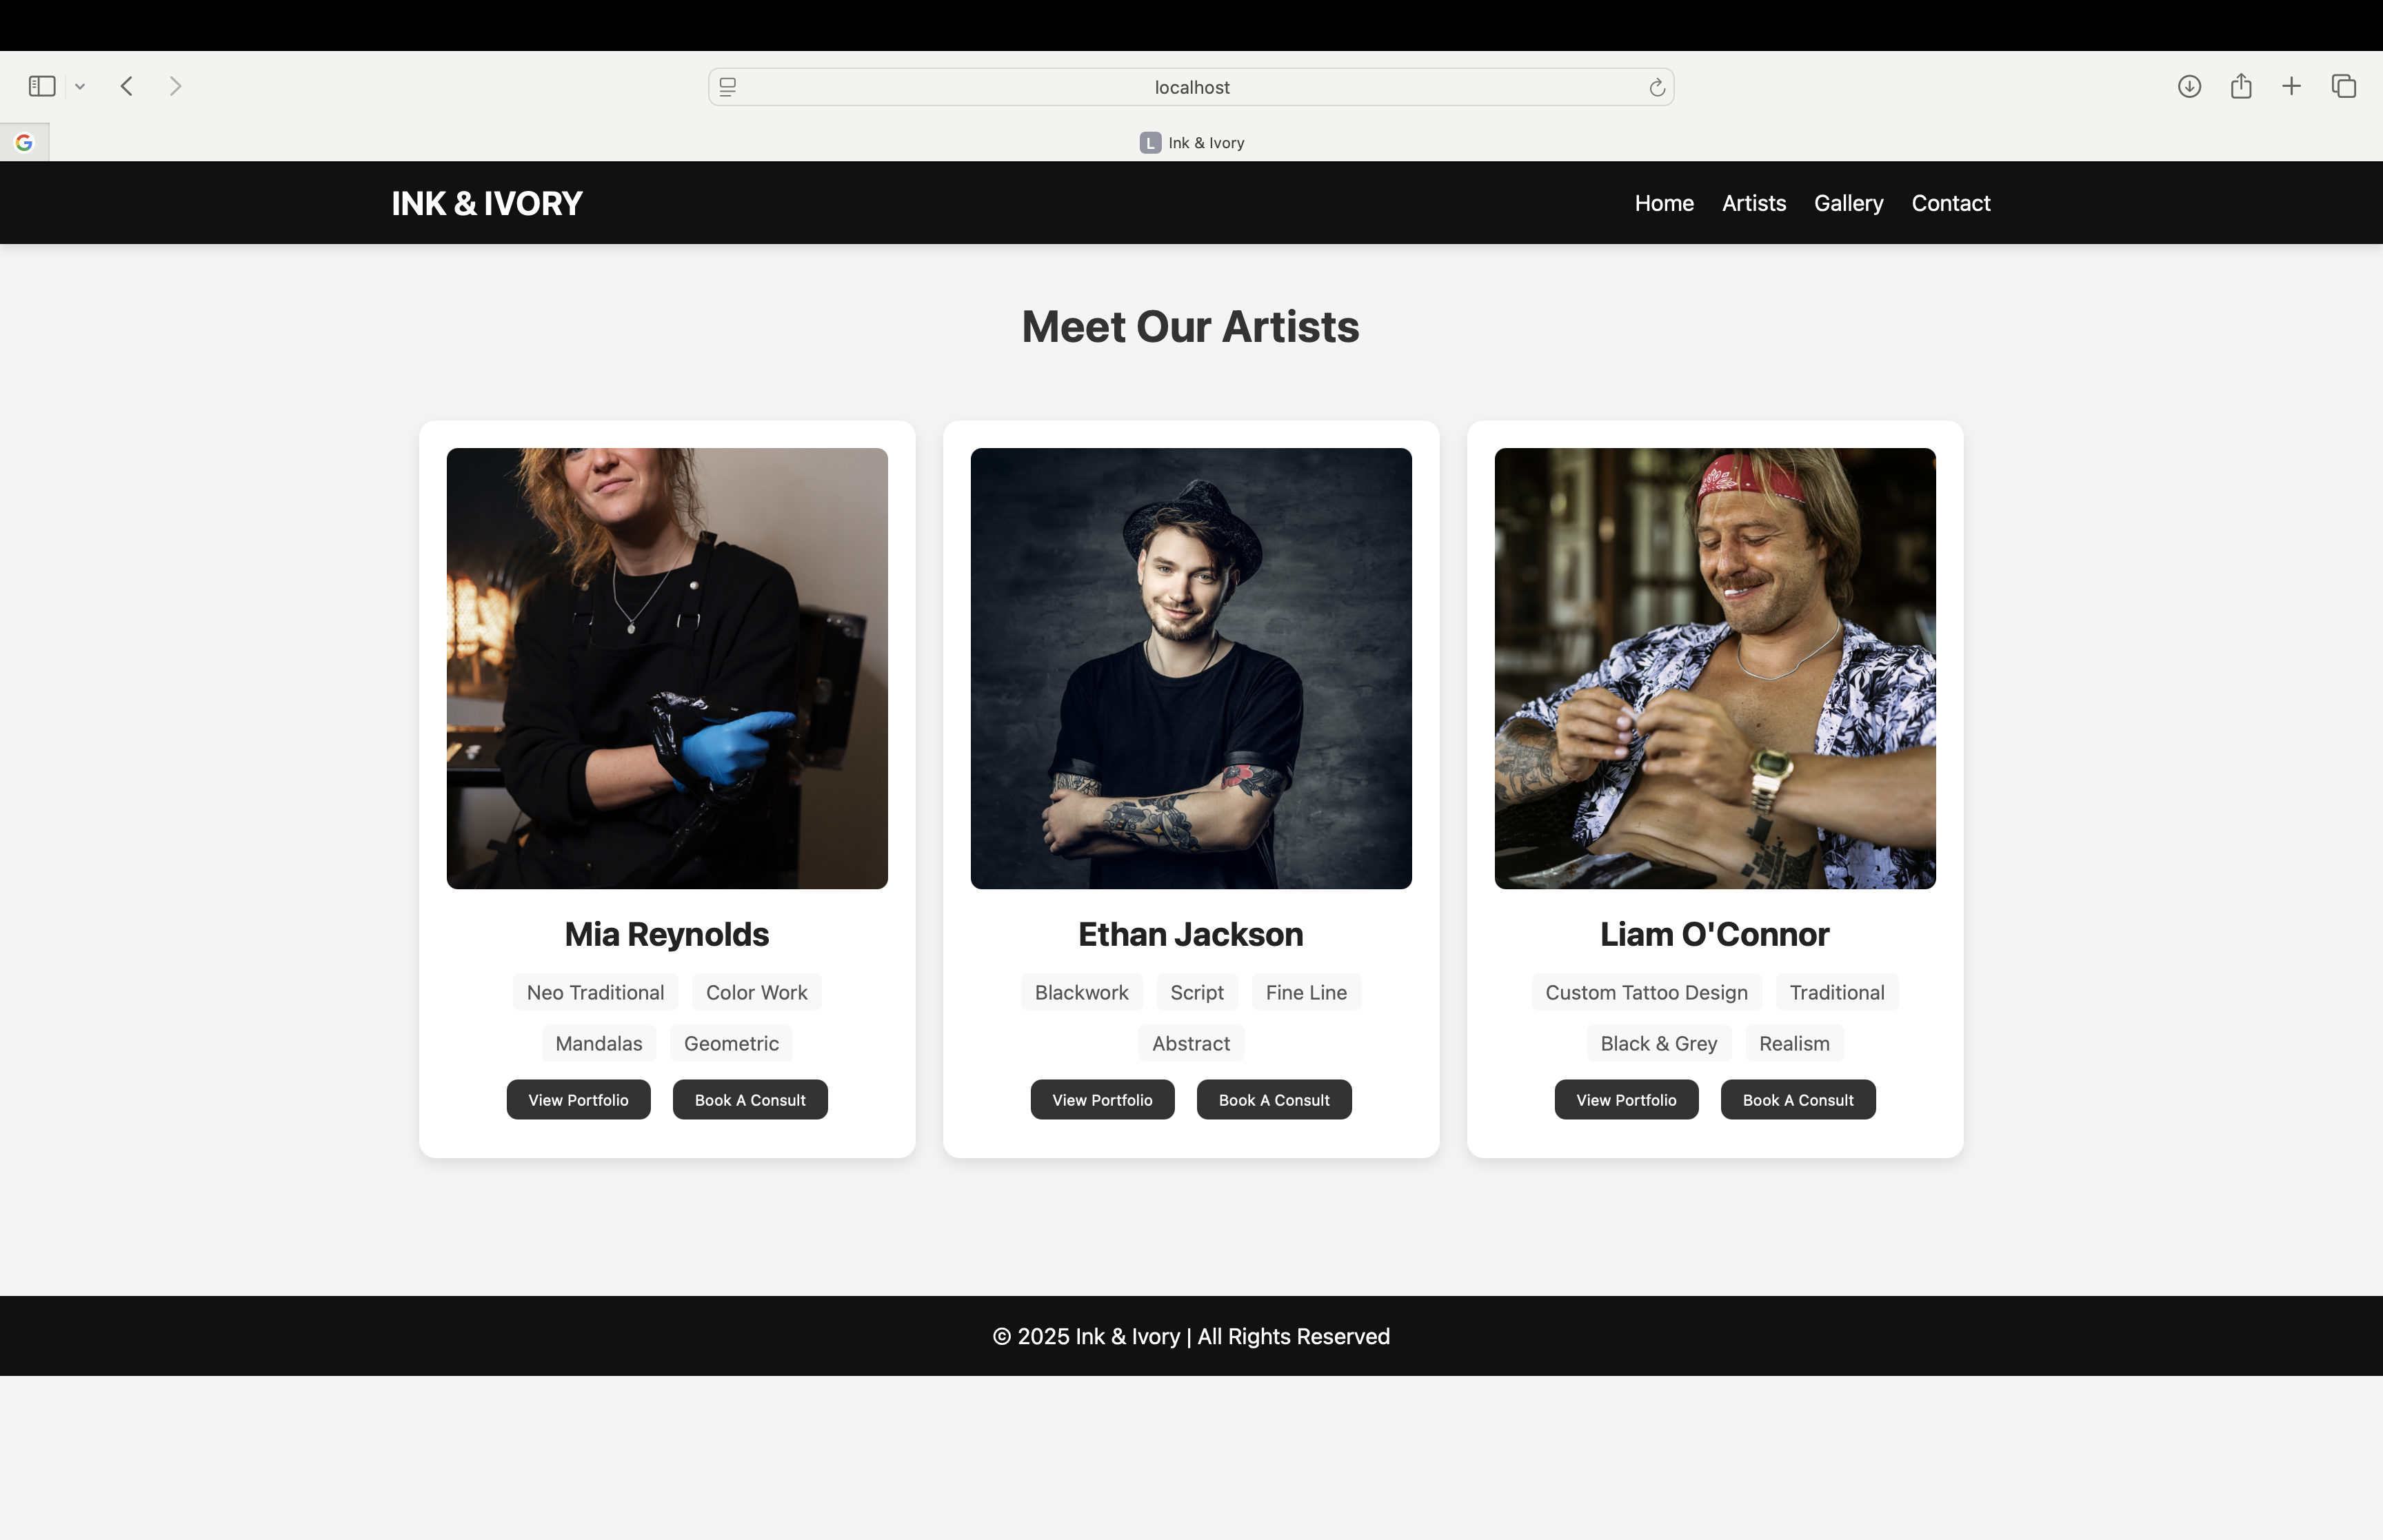 localhost
L Ink & Ivory
INK & IVORY Home Artists Gallery Contact
Meet Our Artists
Mia Reynolds
Neo Traditional Color Work
Mandalas Geometric
View Portfolio Book A Consult
Ethan Jackson
Blackwork Script Fine Line
Abstract
View Portfolio Book A Consult
Liam O'Connor
Custom Tattoo Design Traditional
Black & Grey Realism
View Portfolio Book A Consult
© 2025 Ink & Ivory | All Rights Reserved